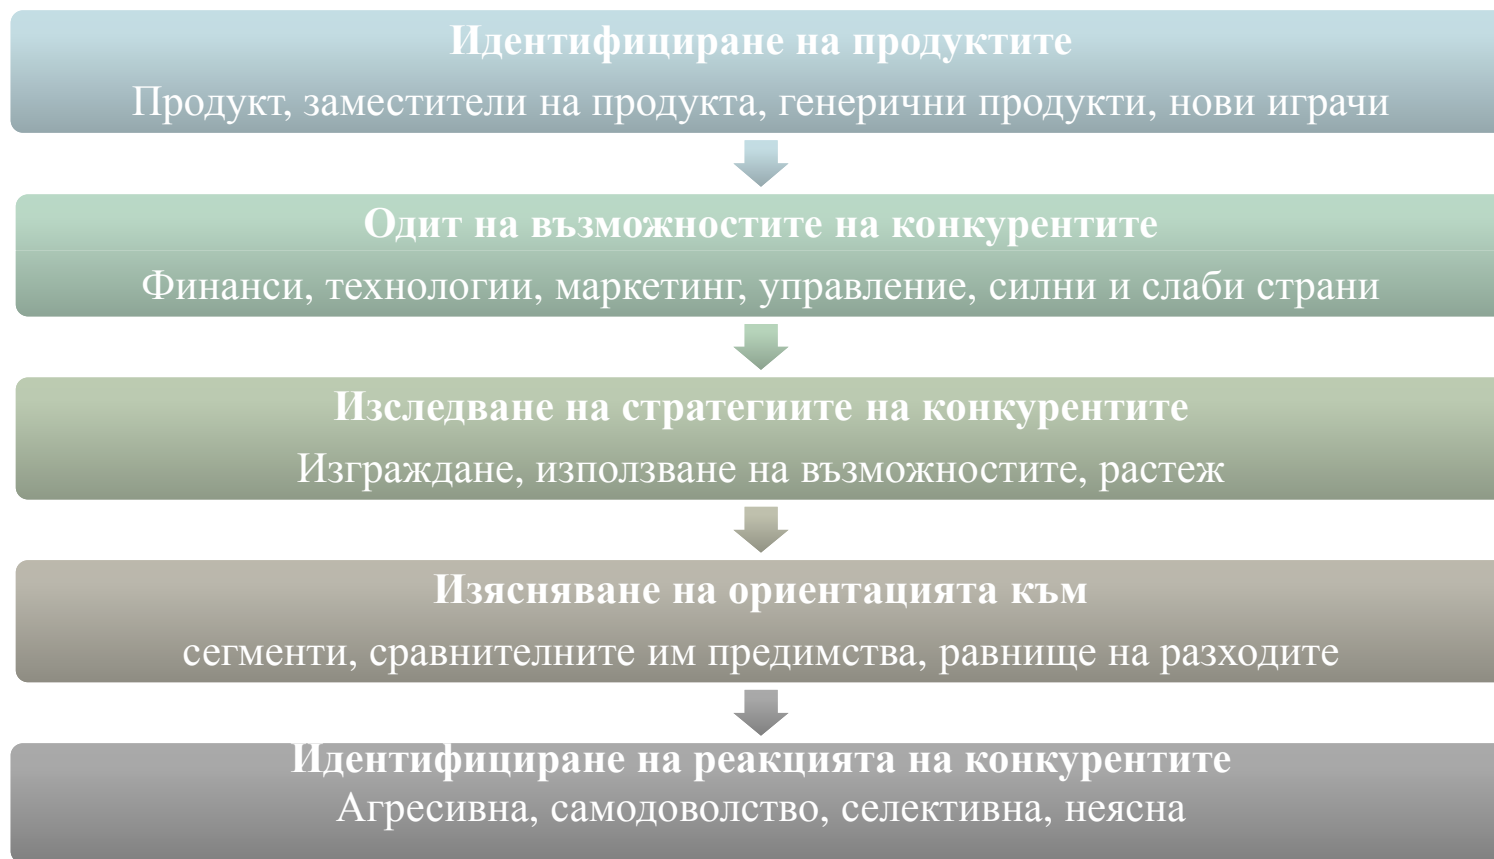 Идентифициране на продуктите
Продукт, заместители на продукта, генерични продукти, нови играчи
Одит на възможностите на конкурентите
Финанси, технологии, маркетинг, управление, силни и слаби страни
Изследване на стратегиите на конкурентите
Изграждане, използване на възможностите, растеж
Изясняване на ориентацията към
сегменти, сравнителните им предимства, равнище на разходите
Идентифициране на реакцията на конкурентите
Агресивна, самодоволство, селективна, неясна